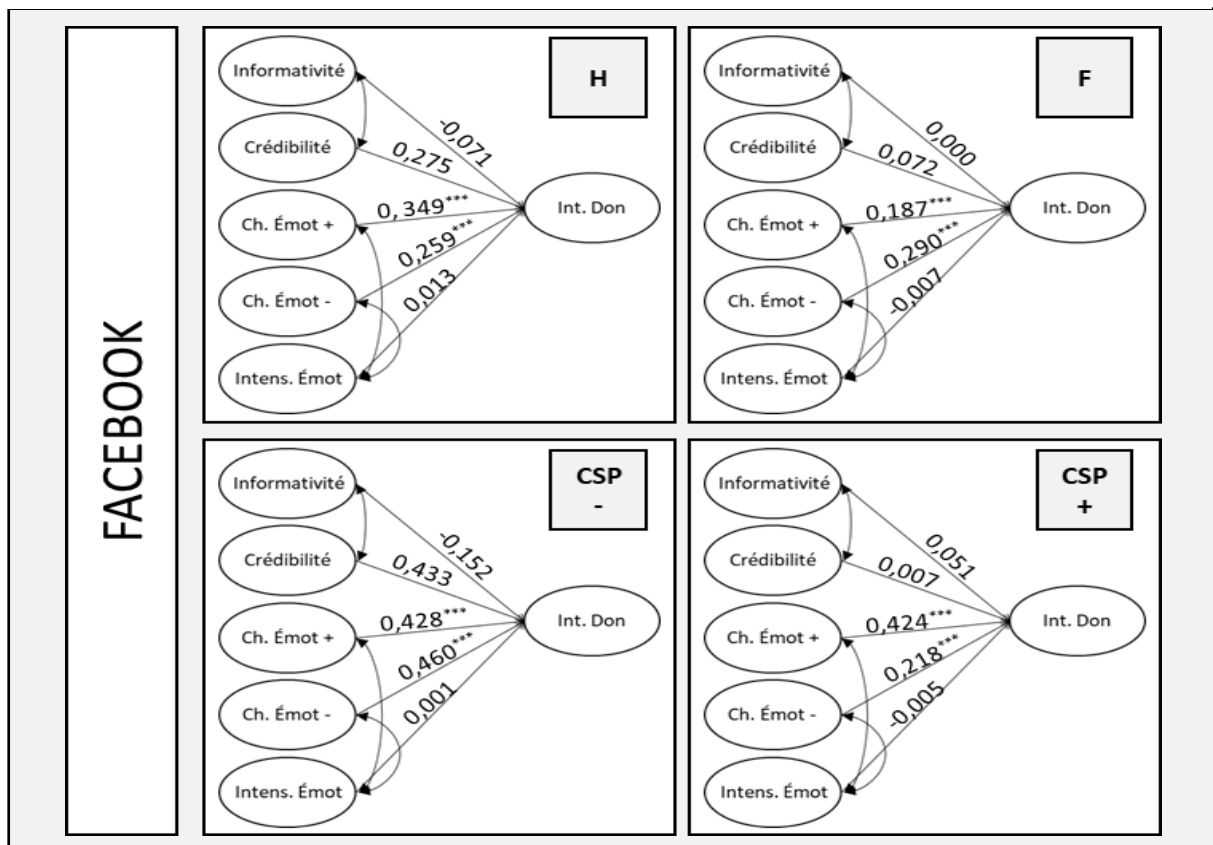 FACEBOOK
H
Informativité
Crédibilité
Ch. Émot +
Ch. Émot -
Intens. Émot
-0,071
0,275
0,349***
0,259***
0,013
Int. Don
F
Informativité
Crédibilité
Ch. Émot +
Ch. Émot -
Intens. Émot
0,000
0,072
0,187***
0,290***
-0,007
Int. Don
CSP
-
Informativité
Crédibilité
Ch. Émot +
Ch. Émot -
Intens. Émot
-0,152
0,433
0,428***
0,460***
0,001
Int. Don
CSP
+
Informativité
Crédibilité
Ch. Émot +
Ch. Émot -
Intens. Émot
0,051
0,007
0,424***
0,218***
-0,005
Int. Don